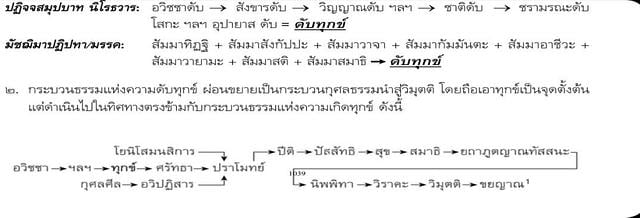 ปฏิจจสมุปบาท นิโรธวาร: อวิชชาดับ → สังขารดับ → วิญญาณดับ ฯลฯ → ชาติดับ → ชรามรณะดับ
โสกะ ฯลฯ อุปายาส ดับ = ดับทุกข์
มัชฌิมาปฏิปทา/มรรค: สัมมาทิฏฐิ + สัมมาสังกัปปะ + สัมมาวาจา + สัมมากัมมันตะ + สัมมาอาชีวะ +
สัมมาวายามะ + สัมมาสติ + สัมมาสมาธิ → ดับทุกข์
๒. กระบวนธรรมแห่งความดับทุกข์ ผ่อนขยายเป็นกระบวนกุศลธรรมนำสู่วิมุตติ โดยถือเอาทุกข์เป็นจุดตั้งต้น
แต่ดำเนินไปในทิศทางตรงข้ามกับกระบวนธรรมแห่งความเกิดทุกข์ ดังนี้
โยนิโสมนสิการ → ปีติ → ปัสสัทธิ → สุข → สมาธิ → ยถาภูตญาณทัสสนะ
อวิชชา → ฯลฯ → ทุกข์ → ศรัทธา → ปราโมทย์
1039
กุศลศีล → อวิปฏิสาร → นิพพิทา → วิราคะ → วิมุตติ → ขยญาณ¹